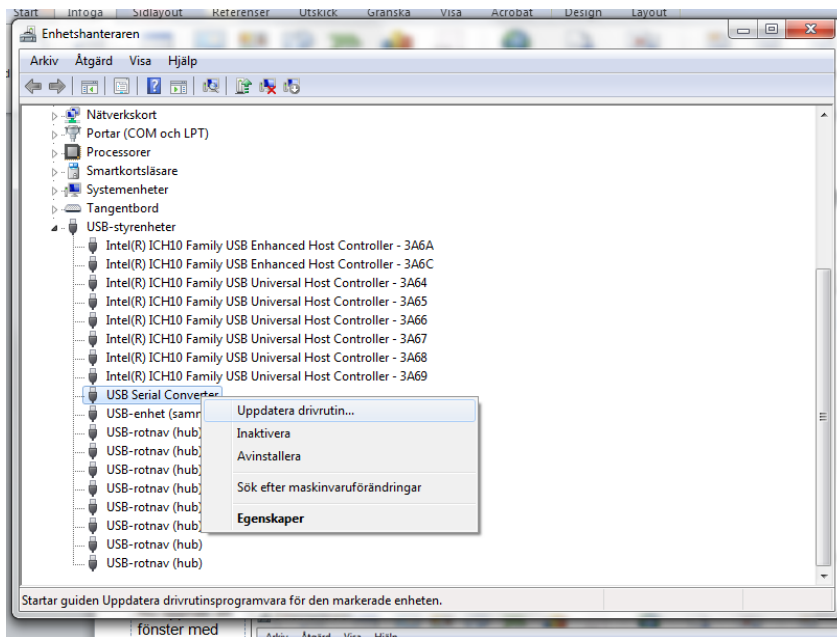 Start Infoga Sidlayout Referenser Utskick Granska Visa Acrobat Design Layout
Enhetshanteraren
Arkiv Åtgärd Visa Hjälp
Nätverkskort
Portar (COM och LPT)
Processorer
Smartkortsläsare
Systemenheter
Tangentbord
USB-styrenheter
Intel(R) ICH10 Family USB Enhanced Host Controller - 3A6A
Intel(R) ICH10 Family USB Enhanced Host Controller - 3A6C
Intel(R) ICH10 Family USB Universal Host Controller - 3A64
Intel(R) ICH10 Family USB Universal Host Controller - 3A65
Intel(R) ICH10 Family USB Universal Host Controller - 3A66
Intel(R) ICH10 Family USB Universal Host Controller - 3A67
Intel(R) ICH10 Family USB Universal Host Controller - 3A68
Intel(R) ICH10 Family USB Universal Host Controller - 3A69
USB Serial Converter
USB-enhet (samm
USB-rotnav (hub)
USB-rotnav (hub)
USB-rotnav (hub)
USB-rotnav (hub)
USB-rotnav (hub)
USB-rotnav (hub)
USB-rotnav (hub)
USB-rotnav (hub)
Uppdatera drivrutin...
Inaktivera
Avinstallera
Sök efter maskinvaruförändringar
Egenskaper
Startar guiden Uppdatera drivrutinsprogramvara för den markerade enheten.
fönster med
Arkiv Åtgärd Visa Hjälp